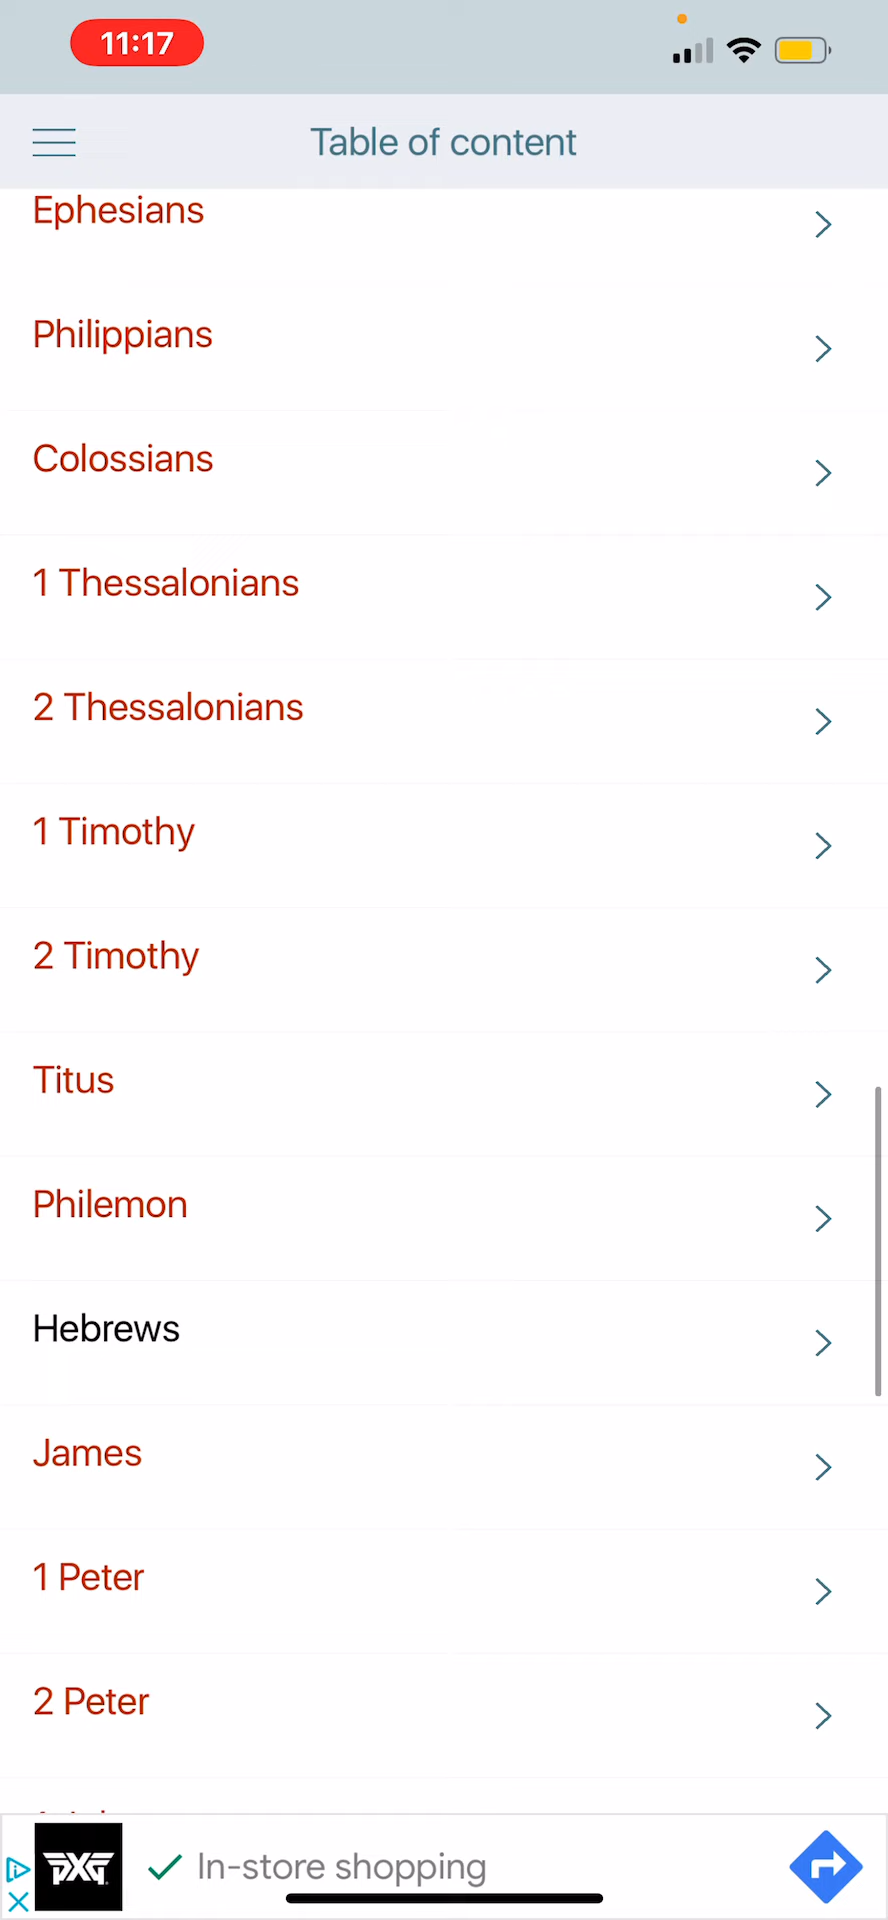 11:17
Table of content
Ephesians
Philippians
Colossians
1 Thessalonians
2 Thessalonians
1 Timothy
2 Timothy
Titus
Philemon
Hebrews
James
1 Peter
2 Peter
PXG
In-store shopping